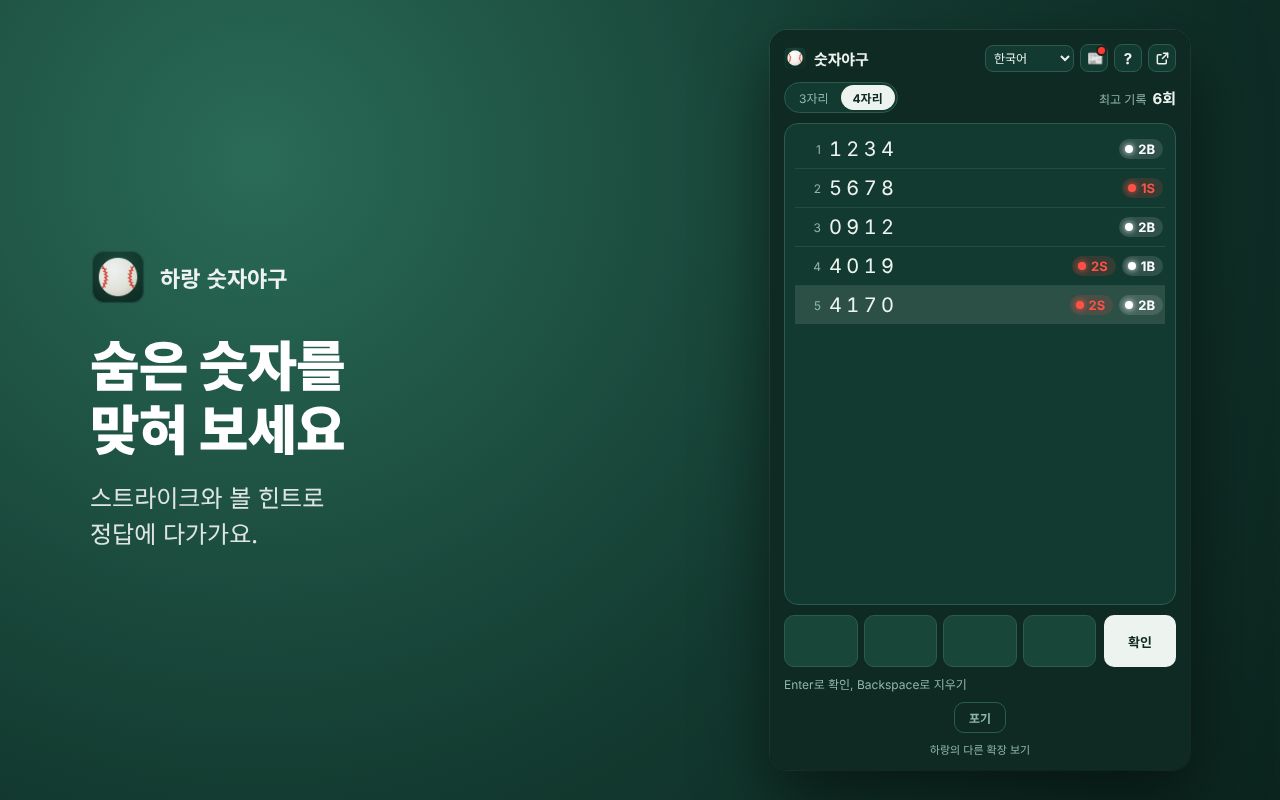 하랑 숫자야구
숨은 숫자를
맞혀 보세요
스트라이크와 볼 힌트로
정답에 다가가요.
숫자야구
한국어
?
3자리
4자리
최고 기록 6회
1 1234 2B
2 5678 1S
3 0912 2B
4 4019 2S 1B
5 4170 2S 2B
확인
Enter로 확인, Backspace로 지우기
포기
하랑의 다른 확장 보기